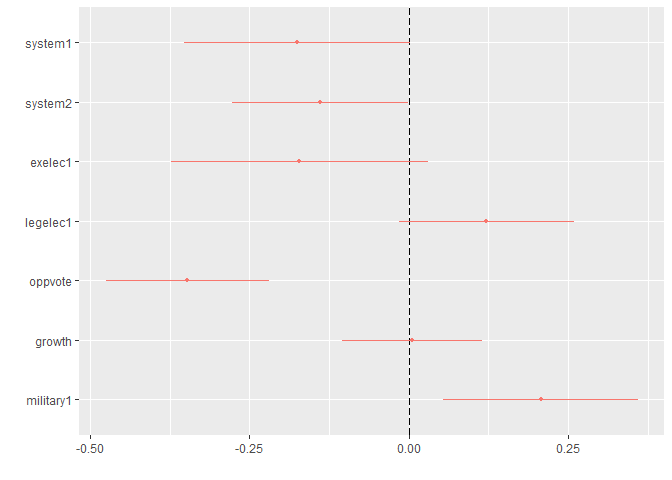 system1
system2
exelec1
legelec1
oppvote
growth
military1
-0.50 -0.25 0.00 0.25